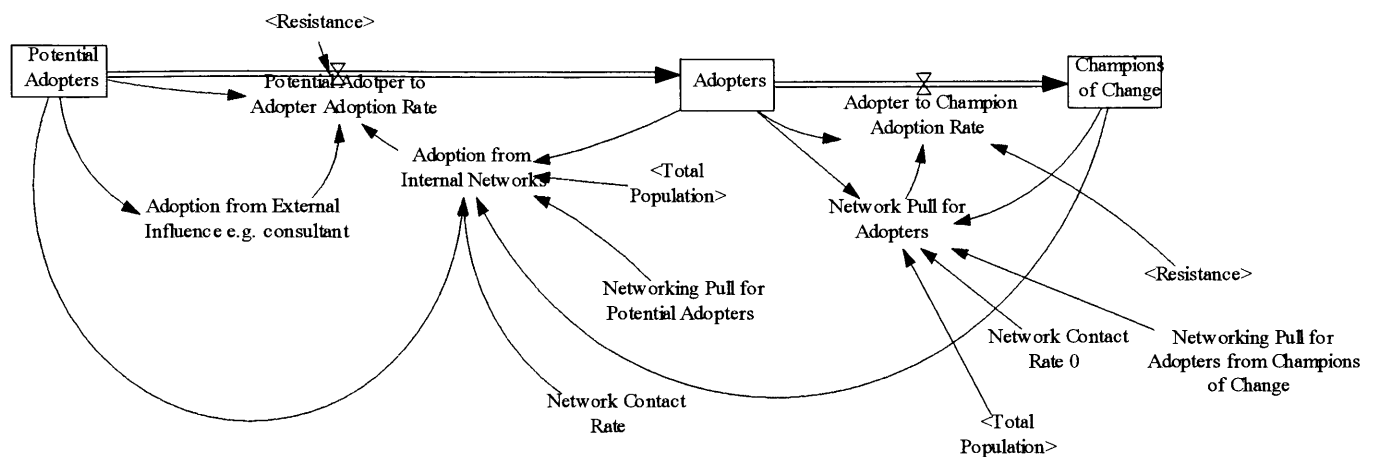 <Resistance>
Potential
Adopters
Potential Adotper to
Adopter Adoption Rate
Adopters
Champions
of Change
Adopter to Champion
Adoption Rate
Adoption from
Internal Networks
<Total
Population>
Adoption from External
Influence e.g. consultant
Network Pull for
Adopters
<Resistance>
Networking Pull for
Potential Adopters
Network Contact
Rate 0
Networking Pull for
Adopters from Champions
of Change
Network Contact
Rate
<Total
Population>